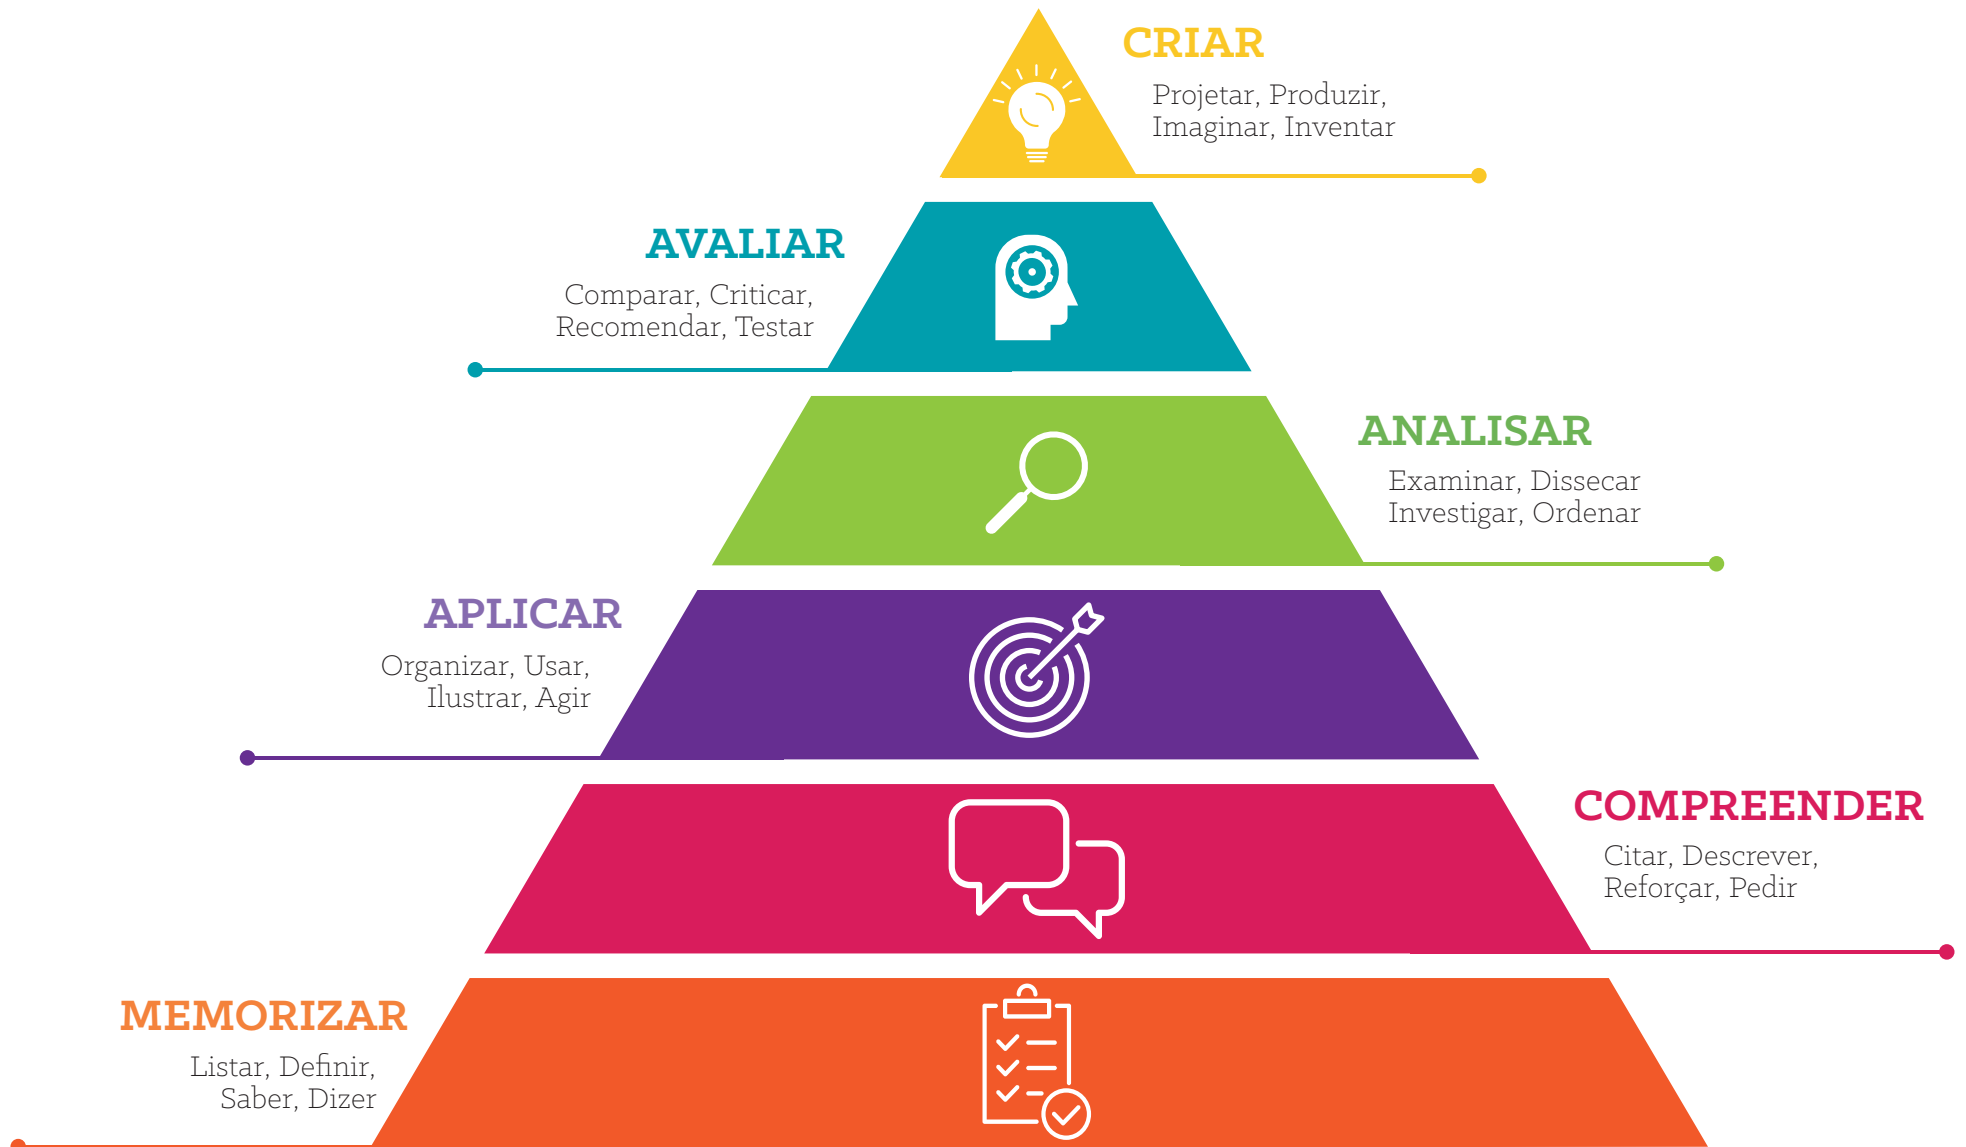 CRIAR
Projetar, Produzir,
Imaginar, Inventar
AVALIAR
Comparar, Criticar,
Recomendar, Testar
ANALISAR
Examinar, Dissecar
Investigar, Ordenar
APLICAR
Organizar, Usar,
Ilustrar, Agir
COMPREENDER
Citar, Descrever,
Reforçar, Pedir
MEMORIZAR
Listar, Definir,
Saber, Dizer